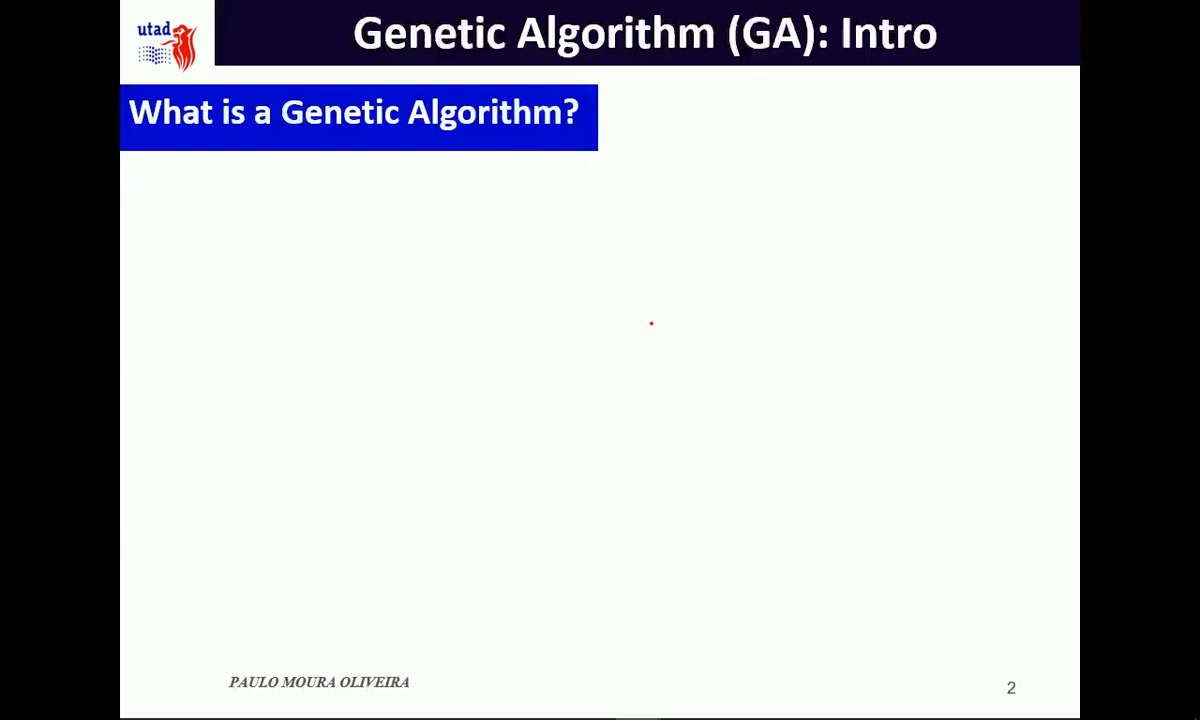 utad
Genetic Algorithm (GA): Intro
What is a Genetic Algorithm?
PAULO MOURA OLIVEIRA
2